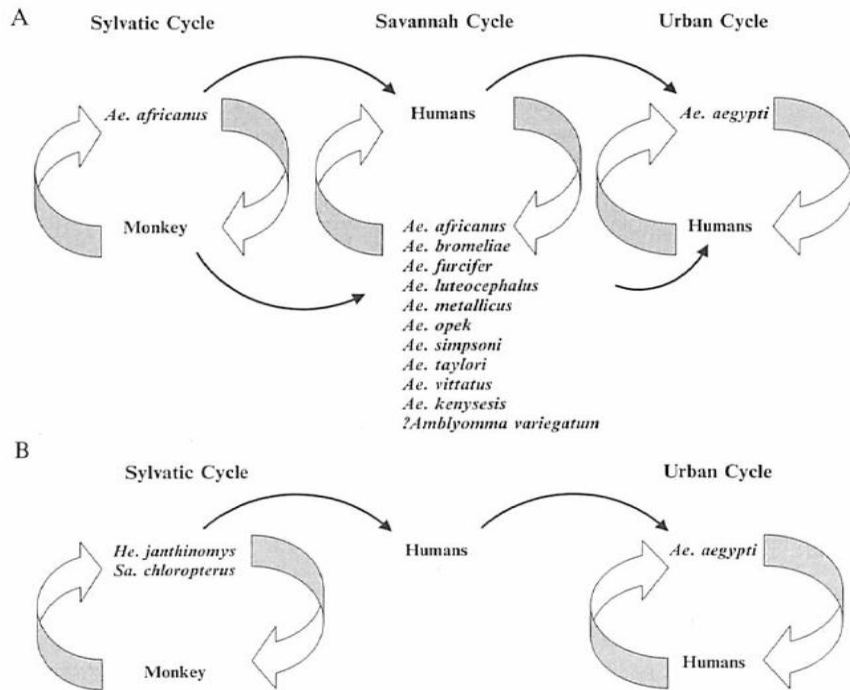 A
Sylvatic Cycle
Savannah Cycle
Urban Cycle
Ae. africanus
Humans
Ae. aegypti
Monkey
Ae. africanus
Ae. bromeliae
Ae. furcifer
Ae. luteocephalus
Ae. metallicus
Ae. opek
Ae. simpsoni
Ae. taylori
Ae. vittatus
Ae. kenysesis
?Amblyomma variegatum
Humans
B
Sylvatic Cycle
Urban Cycle
He. janthinomys
Sa. chloropterus
Humans
Ae. aegypti
Monkey
Humans